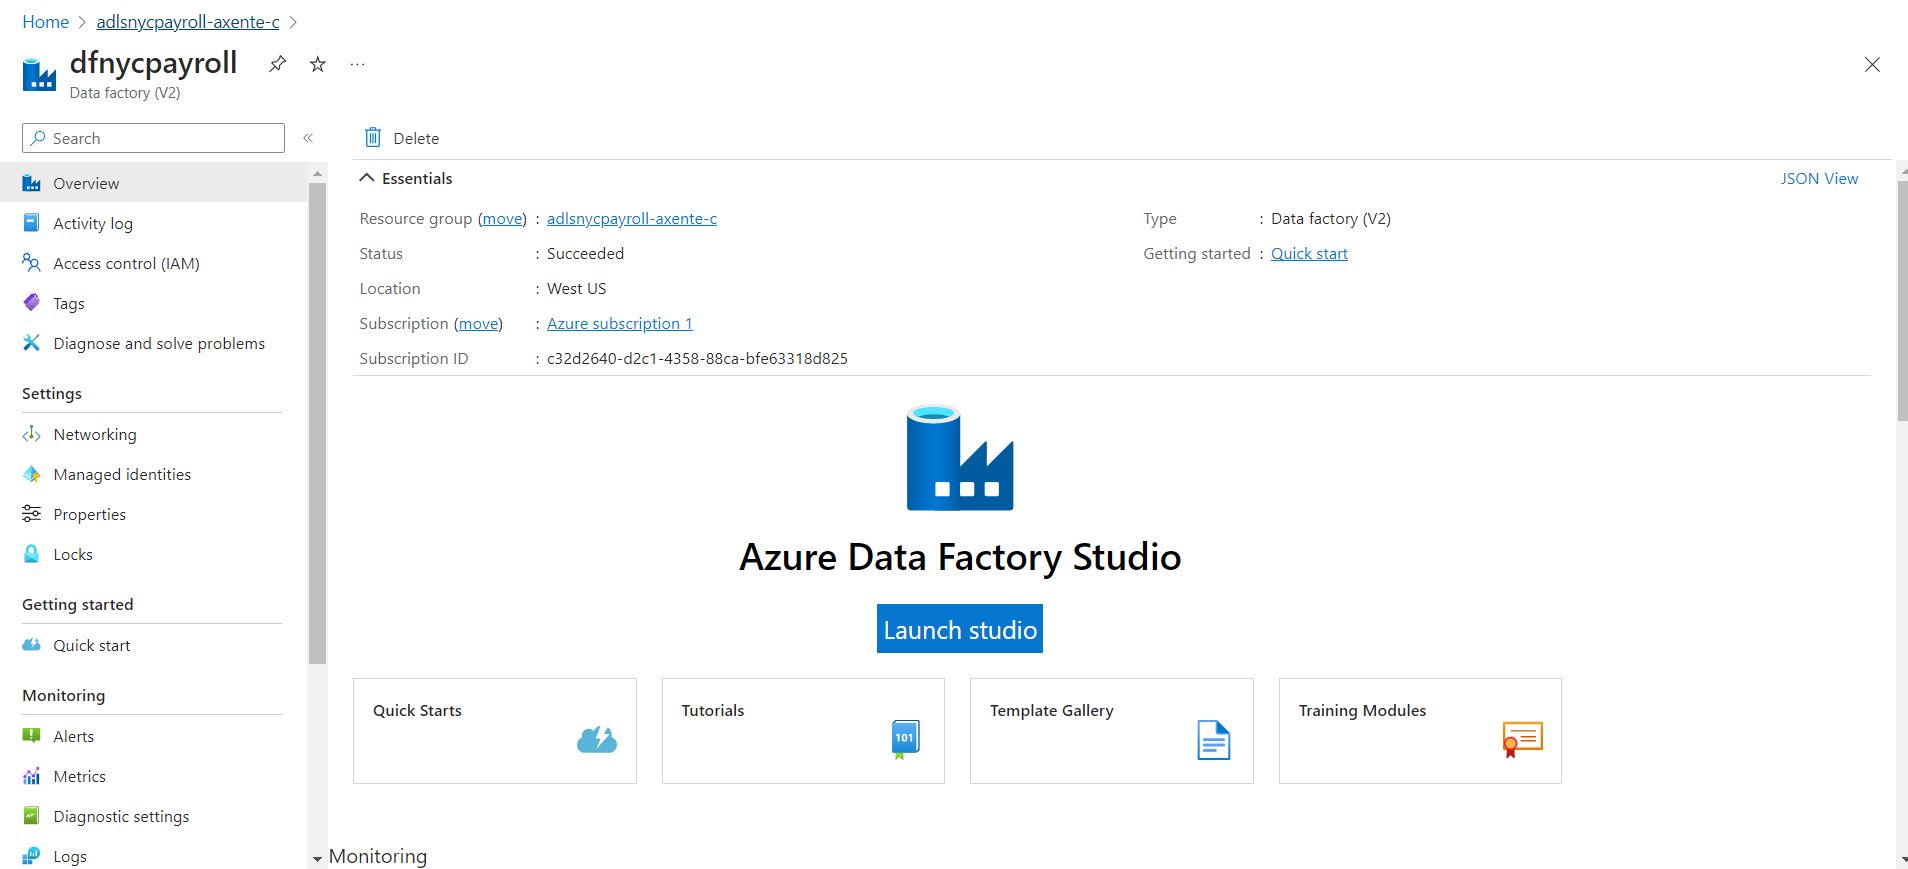 Home > adlsnycpayroll-axente-c >
dfnycpayroll ...
Data factory (V2)
Search «
Overview
Activity log
Access control (IAM)
Tags
Diagnose and solve problems
Settings
Networking
Managed identities
Properties
Locks
Getting started
Quick start
Monitoring
Alerts
Metrics
Diagnostic settings
Logs
Delete
Essentials
JSON View
Resource group (move) : adlsnycpayroll-axente-c
Status : Succeeded
Location : West US
Subscription (move) : Azure subscription 1
Subscription ID : c32d2640-d2c1-4358-88ca-bfe63318d825
Type : Data factory (V2)
Getting started : Quick start
Azure Data Factory Studio
Launch studio
Quick Starts
Tutorials
101
Template Gallery
Training Modules
Monitoring